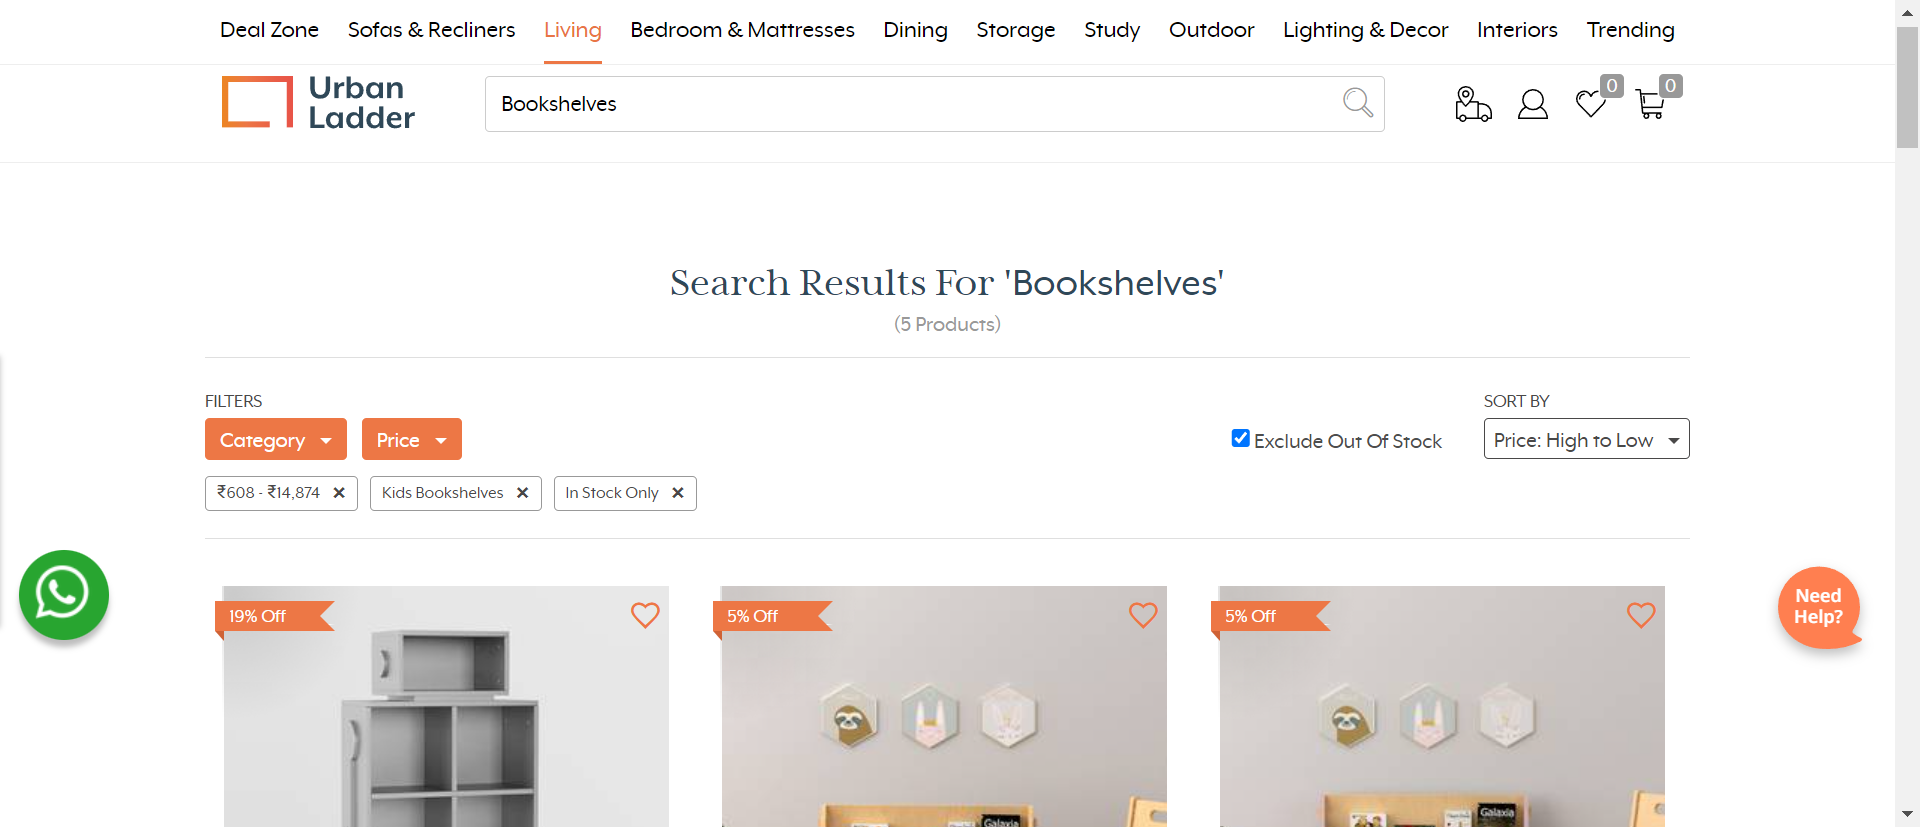 Deal Zone Sofas & Recliners Living Bedroom & Mattresses Dining Storage Study Outdoor Lighting & Decor Interiors Trending
Urban
Ladder
Bookshelves
0
0
Search Results For 'Bookshelves'
(5 Products)
FILTERS
SORT BY
Category
Price
Exclude Out Of Stock
Price: High to Low
₹608 - ₹14,874
Kids Bookshelves
In Stock Only
19% Off
5% Off
5% Off
Need
Help?
Galaxia
Galaxia